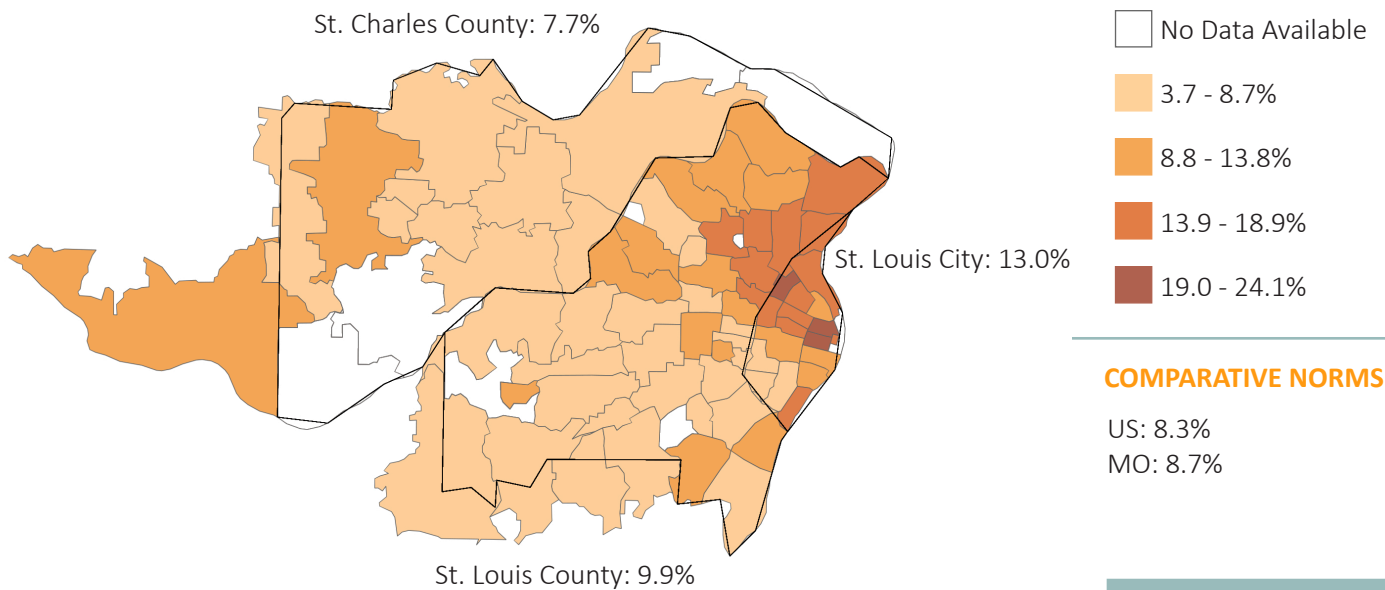 St. Charles County: 7.7%
St. Louis City: 13.0%
St. Louis County: 9.9%
No Data Available
3.7 - 8.7%
8.8 - 13.8%
13.9 - 18.9%
19.0 - 24.1%
COMPARATIVE NORMS
US: 8.3%
MO: 8.7%